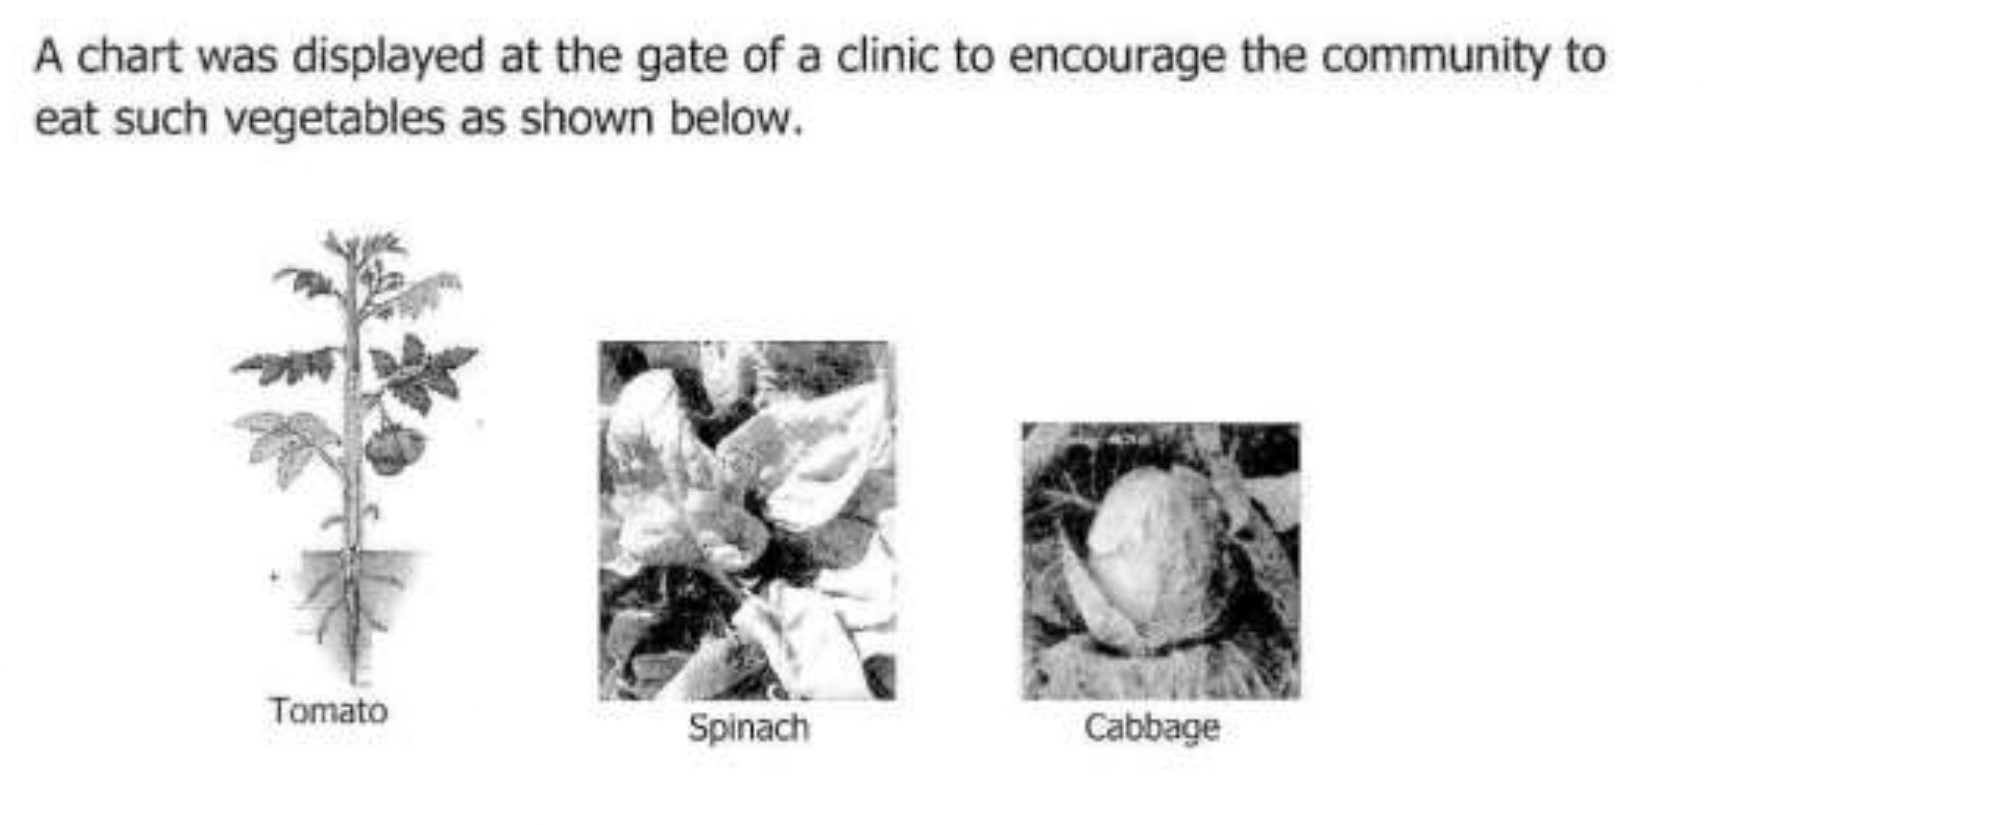 A chart was displayed at the gate of a clinic to encourage the community to
eat such vegetables as shown below.
Tomato
Spinach
Cabbage